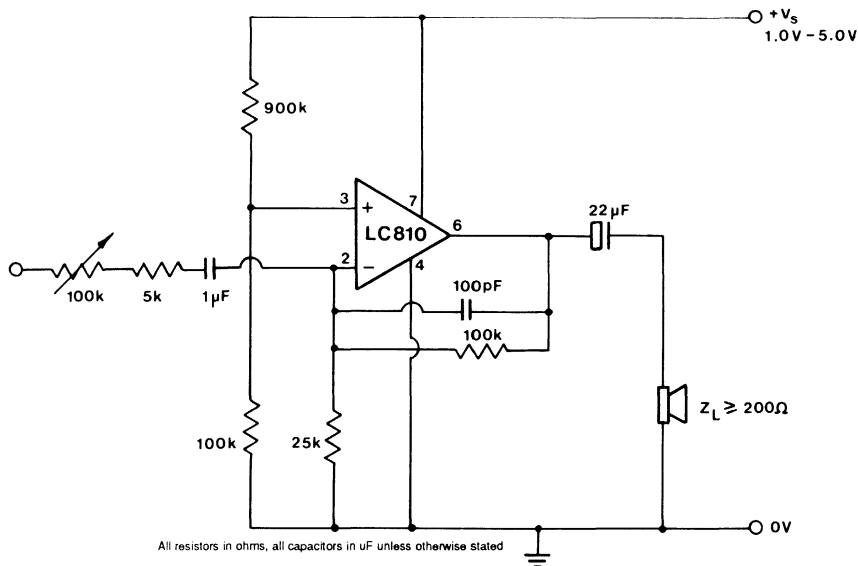 +Vs
1.0V-5.0V
900k
3
7
+
LC810
6
22µF
2
-
4
100k
5k
1µF
100pF
100k
ZL ≥ 200Ω
100k
25k
0V
All resistors in ohms, all capacitors in uF unless otherwise stated